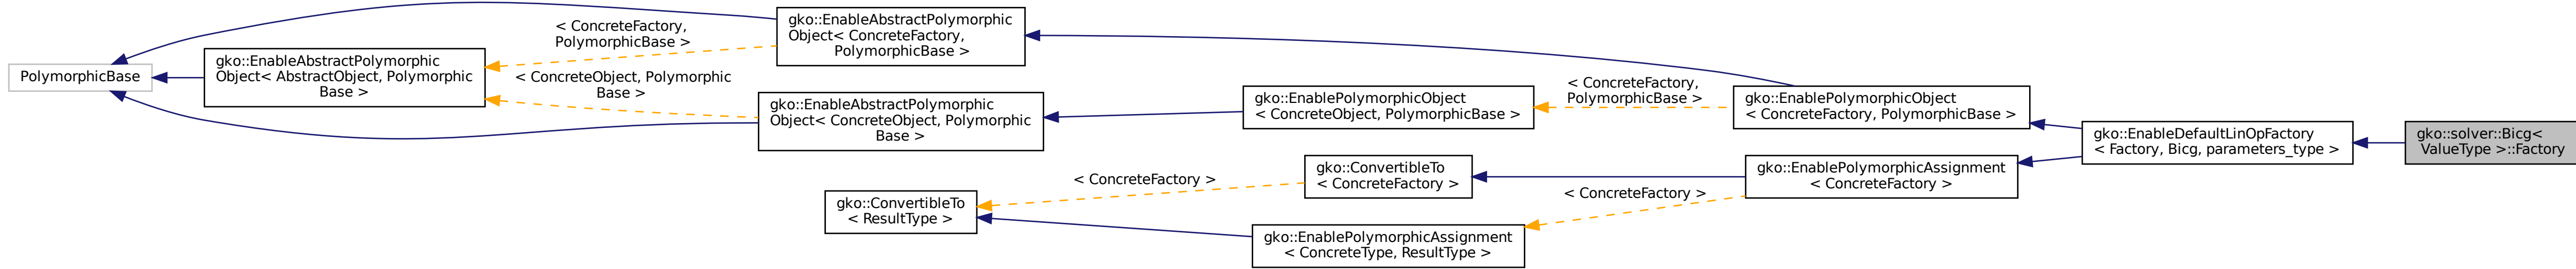 PolymorphicBase
gko::EnableAbstractPolymorphic
Object< AbstractObject, Polymorphic
Base >
< ConcreteFactory,
PolymorphicBase >
< ConcreteObject, Polymorphic
Base >
gko::EnableAbstractPolymorphic
Object< ConcreteFactory,
PolymorphicBase >
gko::EnableAbstractPolymorphic
Object< ConcreteObject, Polymorphic
Base >
gko::ConvertibleTo
< ResultType >
< ConcreteFactory >
gko::EnablePolymorphicObject
< ConcreteObject, PolymorphicBase >
gko::ConvertibleTo
< ConcreteFactory >
gko::EnablePolymorphicAssignment
< ConcreteType, ResultType >
< ConcreteFactory,
PolymorphicBase >
< ConcreteFactory >
gko::EnablePolymorphicObject
< ConcreteFactory, PolymorphicBase >
gko::EnablePolymorphicAssignment
< ConcreteFactory >
gko::EnableDefaultLinOpFactory
< Factory, Bicg, parameters_type >
gko::solver::Bicg<
ValueType >::Factory